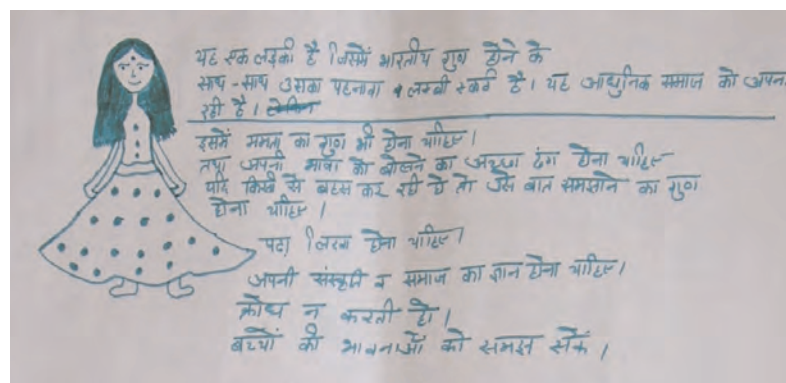 यह एक लड़की है जिसमें भारतीय गुण होने के
साथ-साथ उसका पहनावा व लम्बी स्कर्ट है। यह आधुनिक समाज को अपना
रही है। लेकिन
इसमें ममता का गुण भी होना चाहिए।
तथा अपनी भाषा को बोलने का अच्छा ढंग होना चाहिए
यदि किसी से बहस कर रही है तो उसे बात समझाने का गुण
होना चाहिए।
पढ़ा लिखा होना चाहिए।
अपनी संस्कृति व समाज का ज्ञान होना चाहिए।
क्रोध न करती हो।
बच्चों की भावनाओं को समझ सकें।